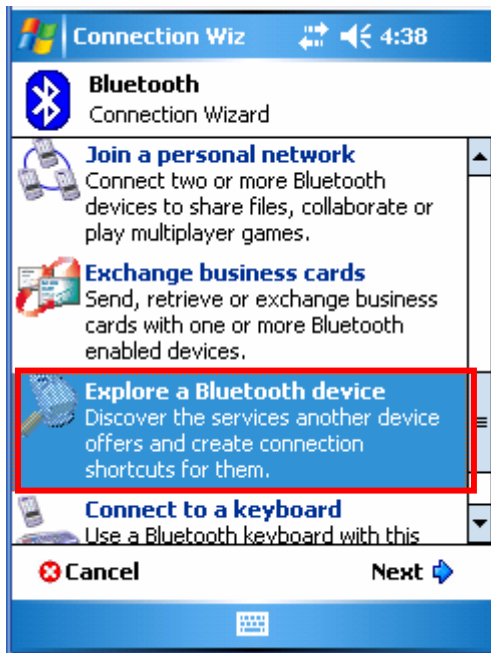 Connection Wiz 4:38
Bluetooth
Connection Wizard
Join a personal network
Connect two or more Bluetooth
devices to share files, collaborate or
play multiplayer games.
Exchange business cards
Send, retrieve or exchange business
cards with one or more Bluetooth
enabled devices.
Explore a Bluetooth device
Discover the services another device
offers and create connection
shortcuts for them.
Connect to a keyboard
Use a Bluetooth keyboard with this
Cancel Next